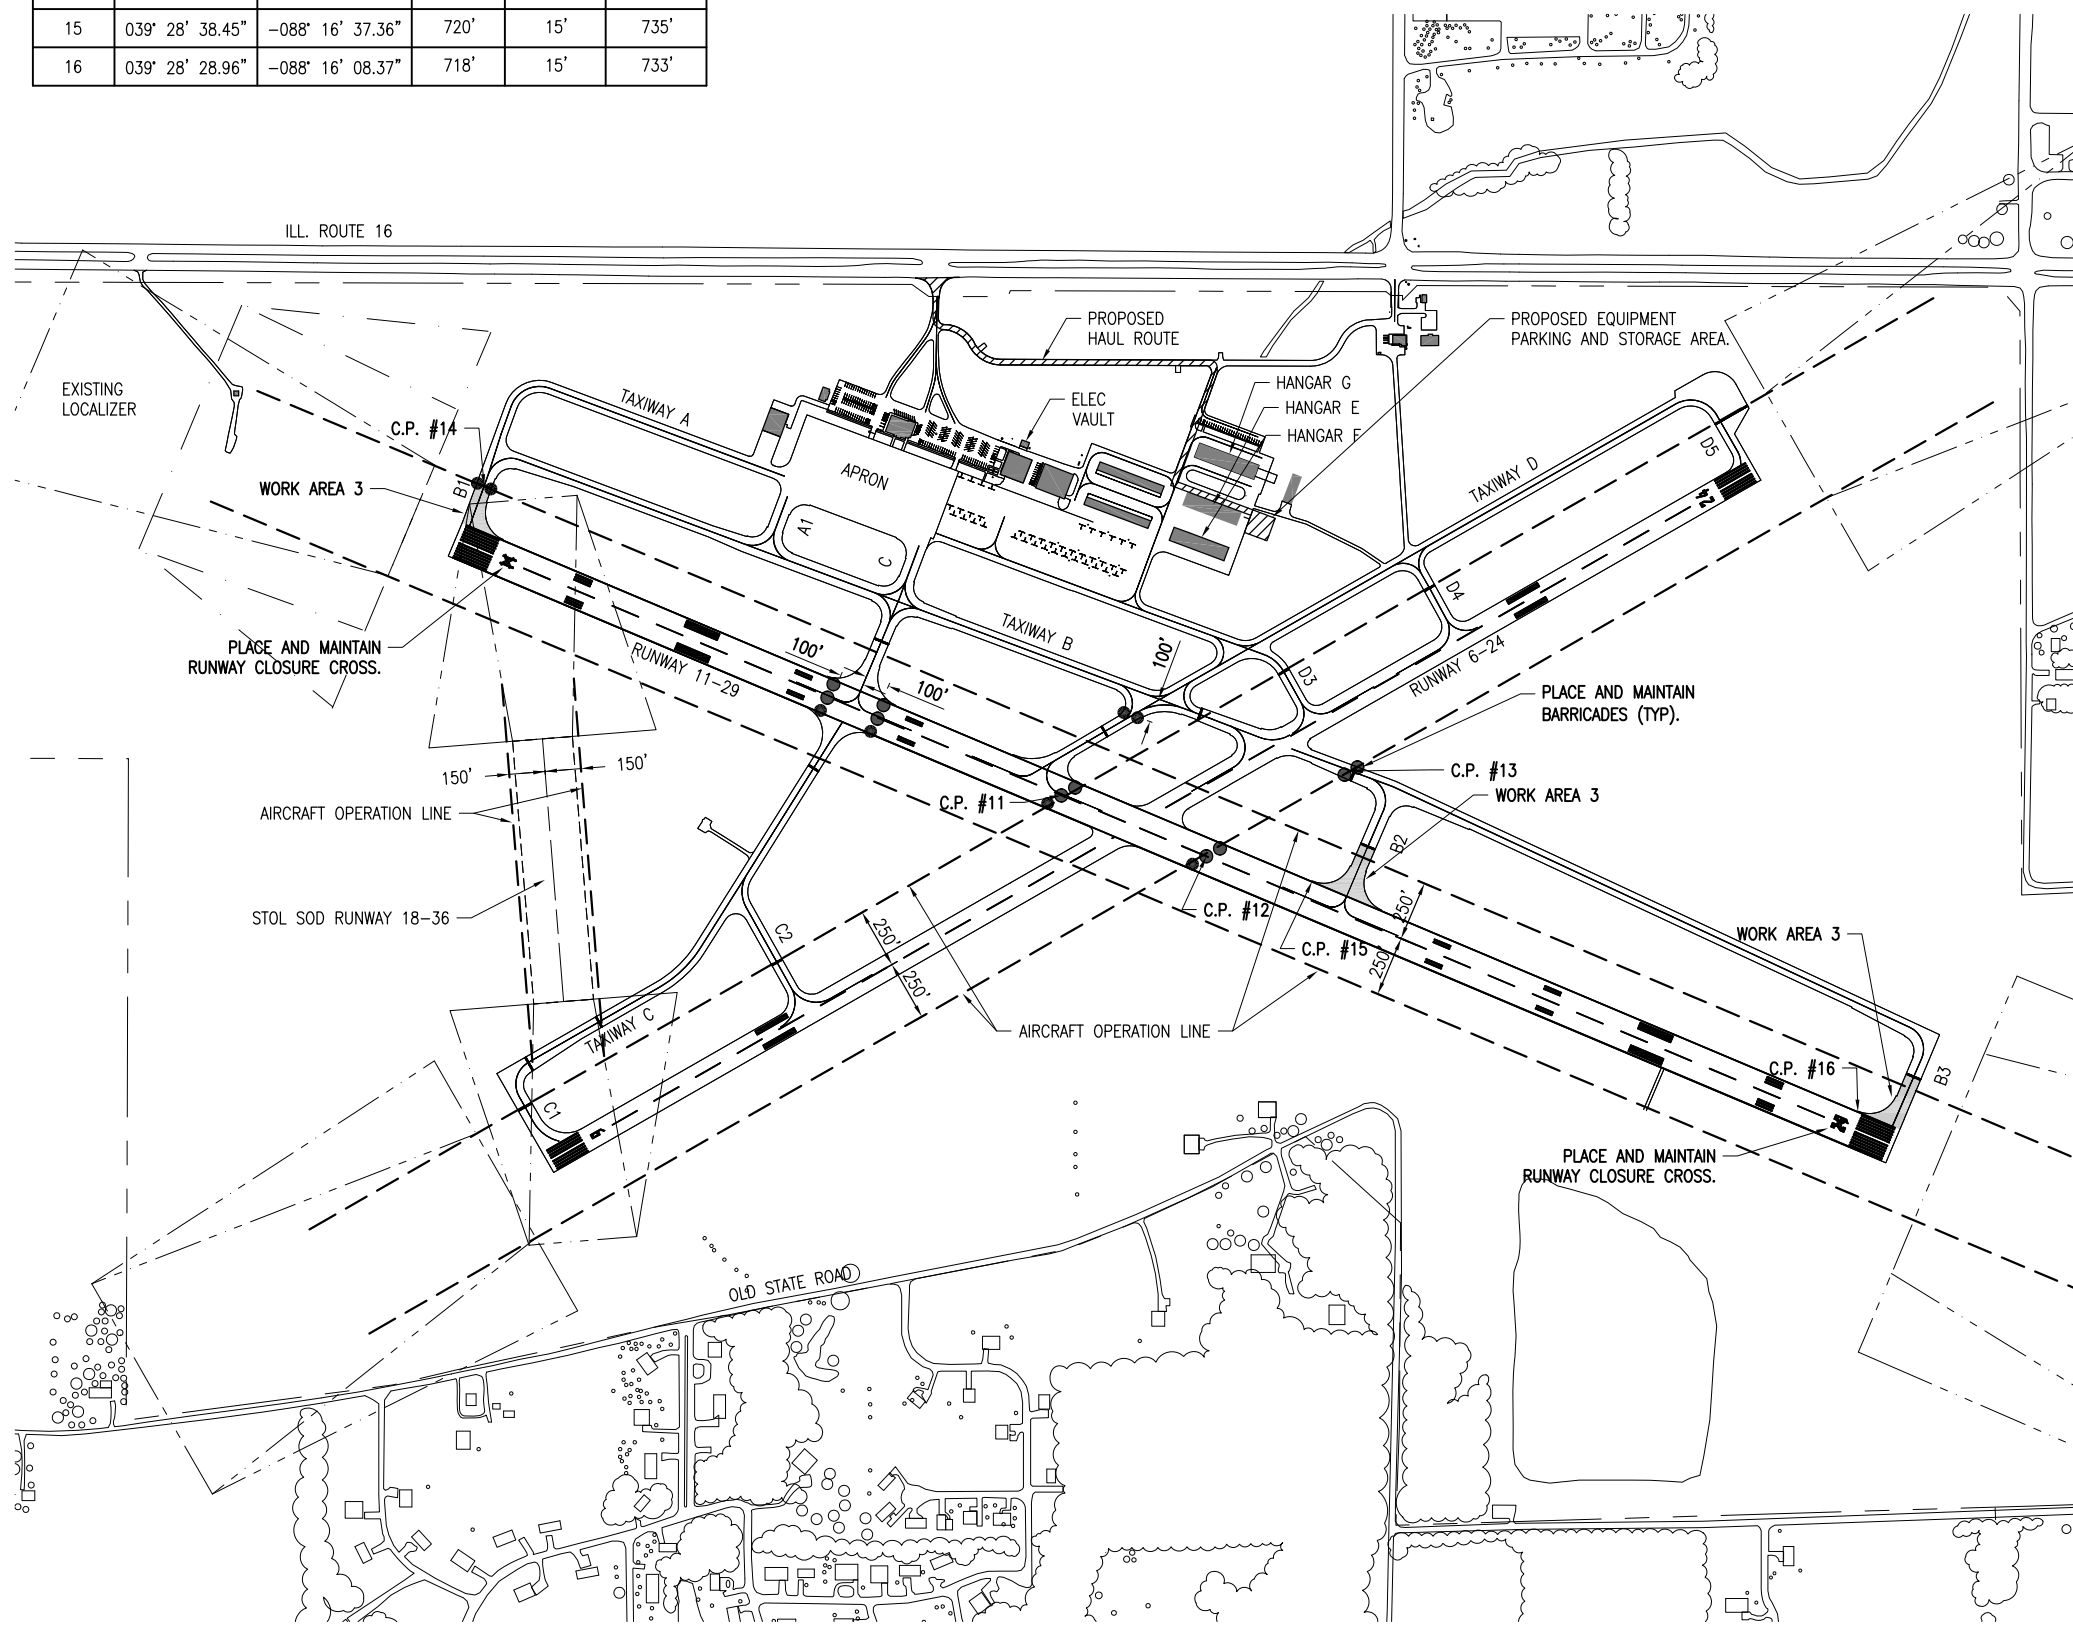 15 039° 28' 38.45" -088° 16' 37.36" 720' 15' 735'
16 039° 28' 28.96" -088° 16' 08.37" 718' 15' 733'
ILL. ROUTE 16
PROPOSED
HAUL ROUTE
PROPOSED EQUIPMENT
PARKING AND STORAGE AREA.
EXISTING
LOCALIZER
HANGAR G
HANGAR E
HANGAR F
ELEC
VAULT
TAXIWAY A
C.P. #14
D5
TAXIWAY D
APRON
WORK AREA 3
B1
24
A1
C
D4
TAXIWAY B
PLACE AND MAINTAIN
RUNWAY CLOSURE CROSS.
100'
100'
100'
RUNWAY 11-29
D3
RUNWAY 6-24
PLACE AND MAINTAIN
BARRICADES (TYP).
150'
150'
C.P. #13
C.P. #11
WORK AREA 3
AIRCRAFT OPERATION LINE
B2
STOL SOD RUNWAY 18-36
C.P. #12
250'
C2
250'
250'
C.P. #15
250'
WORK AREA 3
TAXIWAY C
AIRCRAFT OPERATION LINE
C.P. #16
B3
C1
6
29
PLACE AND MAINTAIN
RUNWAY CLOSURE CROSS.
OLD STATE ROAD